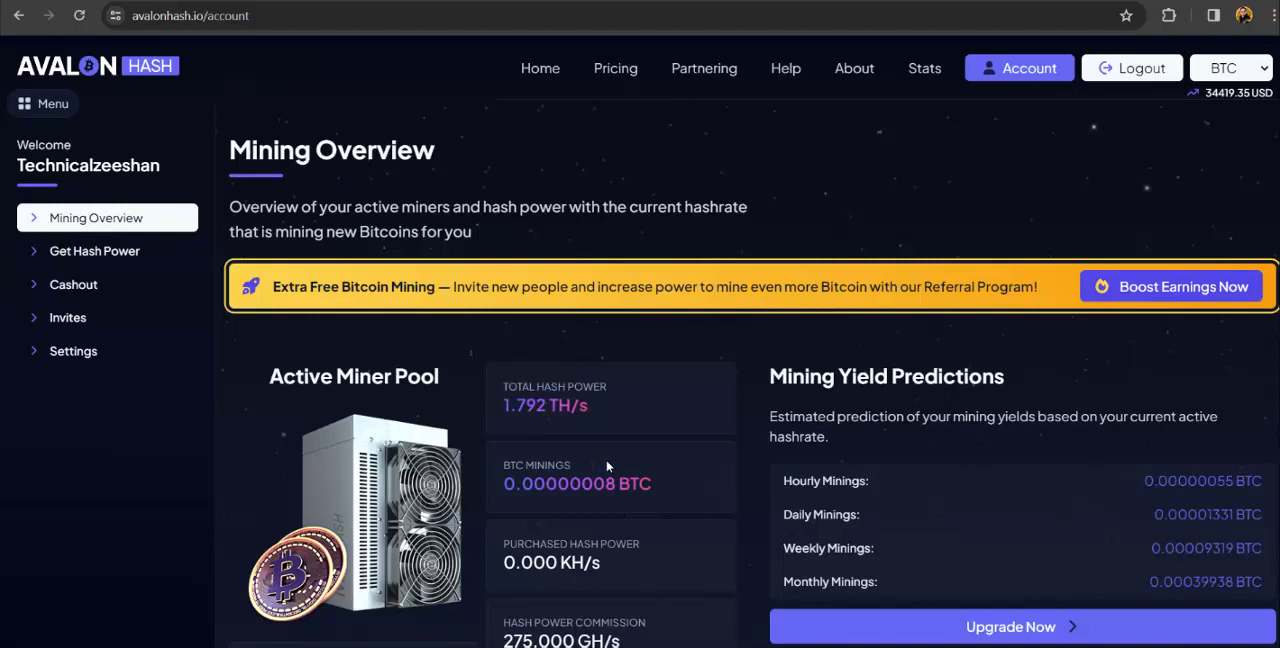 avalonhash.io/account
AVALON HASH
Home Pricing Partnering Help About Stats Account Logout BTC
34419.35 USD
Menu
Welcome
Technicalzeeshan
Mining Overview
Get Hash Power
Cashout
Invites
Settings
Mining Overview
Overview of your active miners and hash power with the current hashrate
that is mining new Bitcoins for you
Extra Free Bitcoin Mining — Invite new people and increase power to mine even more Bitcoin with our Referral Program!
Boost Earnings Now
Active Miner Pool
TOTAL HASH POWER
1.792 TH/s
BTC MININGS
0.00000008 BTC
PURCHASED HASH POWER
0.000 KH/s
HASH POWER COMMISSION
275.000 GH/s
Mining Yield Predictions
Estimated prediction of your mining yields based on your current active
hashrate.
Hourly Minings: 0.00000055 BTC
Daily Minings: 0.00001331 BTC
Weekly Minings: 0.00009319 BTC
Monthly Minings: 0.00039938 BTC
Upgrade Now